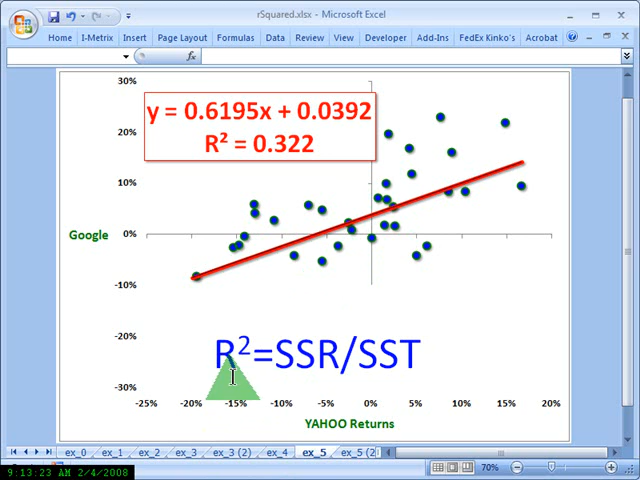 rSquared.xlsx - Microsoft Excel
Home I-Metrix Insert Page Layout Formulas Data Review View Developer Add-Ins FedEx Kinko's Acrobat
fx
30%
y = 0.6195x + 0.0392
R² = 0.322
20%
10%
Google
0%
-10%
-20%
R²=SSR/SST
-30%
-25% -20% -15% -10% -5% 0% 5% 10% 15% 20%
YAHOO Returns
ex_0 ex_1 ex_2 ex_3 ex_3 (2) ex_4 ex_5 ex_5 (2
9:13:23 AM 2/4/2008
70%